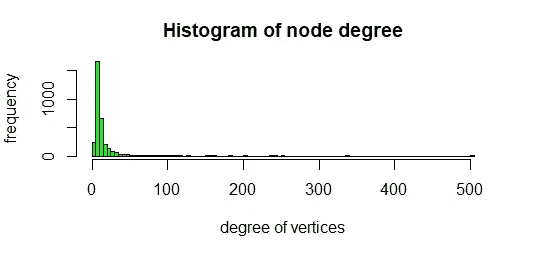 Histogram of node degree
frequency
1000
0
0 100 200 300 400 500
degree of vertices